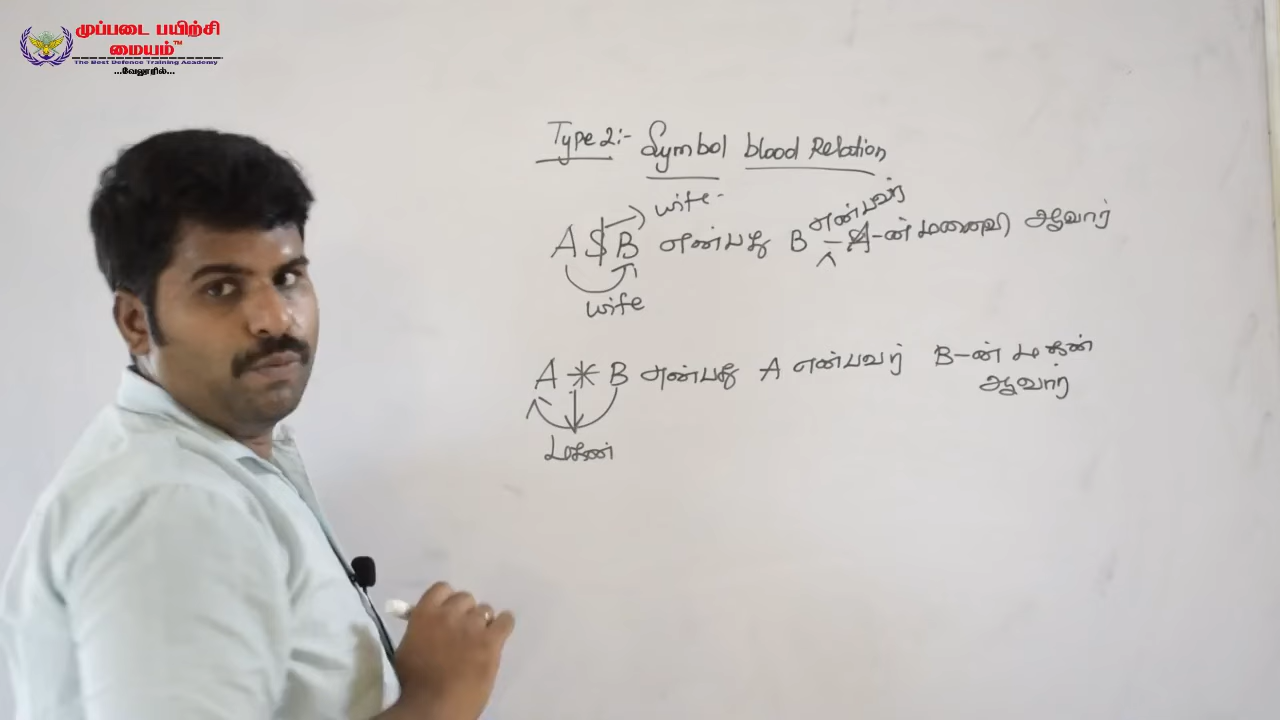 முப்படை பயிற்சி
மையம்™
The Best Defence Training Academy
...வேலூரில்...
Type 2:- Symbol blood Relation
wife
A $ B என்பது B என்பவர் A-ன் மனைவி ஆவார்
wife
A * B என்பது A என்பவர் B-ன் மகன்
ஆவார்
மகன்